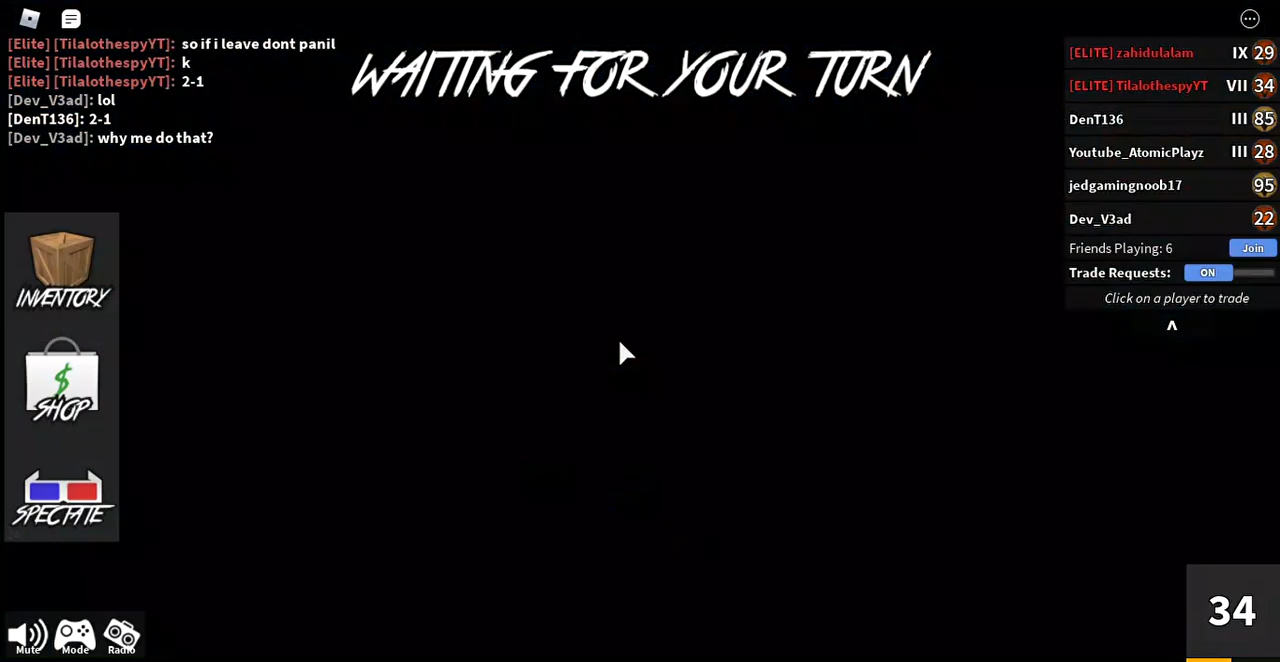 [Elite] [TilalothespyYT]: so if i leave dont panil
[Elite] [TilalothespyYT]: k
[Elite] [TilalothespyYT]: 2-1
[Dev_V3ad]: lol
[DenT136]: 2-1
[Dev_V3ad]: why me do that?
WAITING FOR YOUR TURN
[ELITE] zahidulalam IX 29
[ELITE] TilalothespyYT VII 34
DenT136 III 85
Youtube_AtomicPlayz III 28
jedgamingnoob17 95
Dev_V3ad 22
Friends Playing: 6 Join
Trade Requests: ON
Click on a player to trade
^
INVENTORY
$
SHOP
SPECTATE
Mute Mode Radio
34